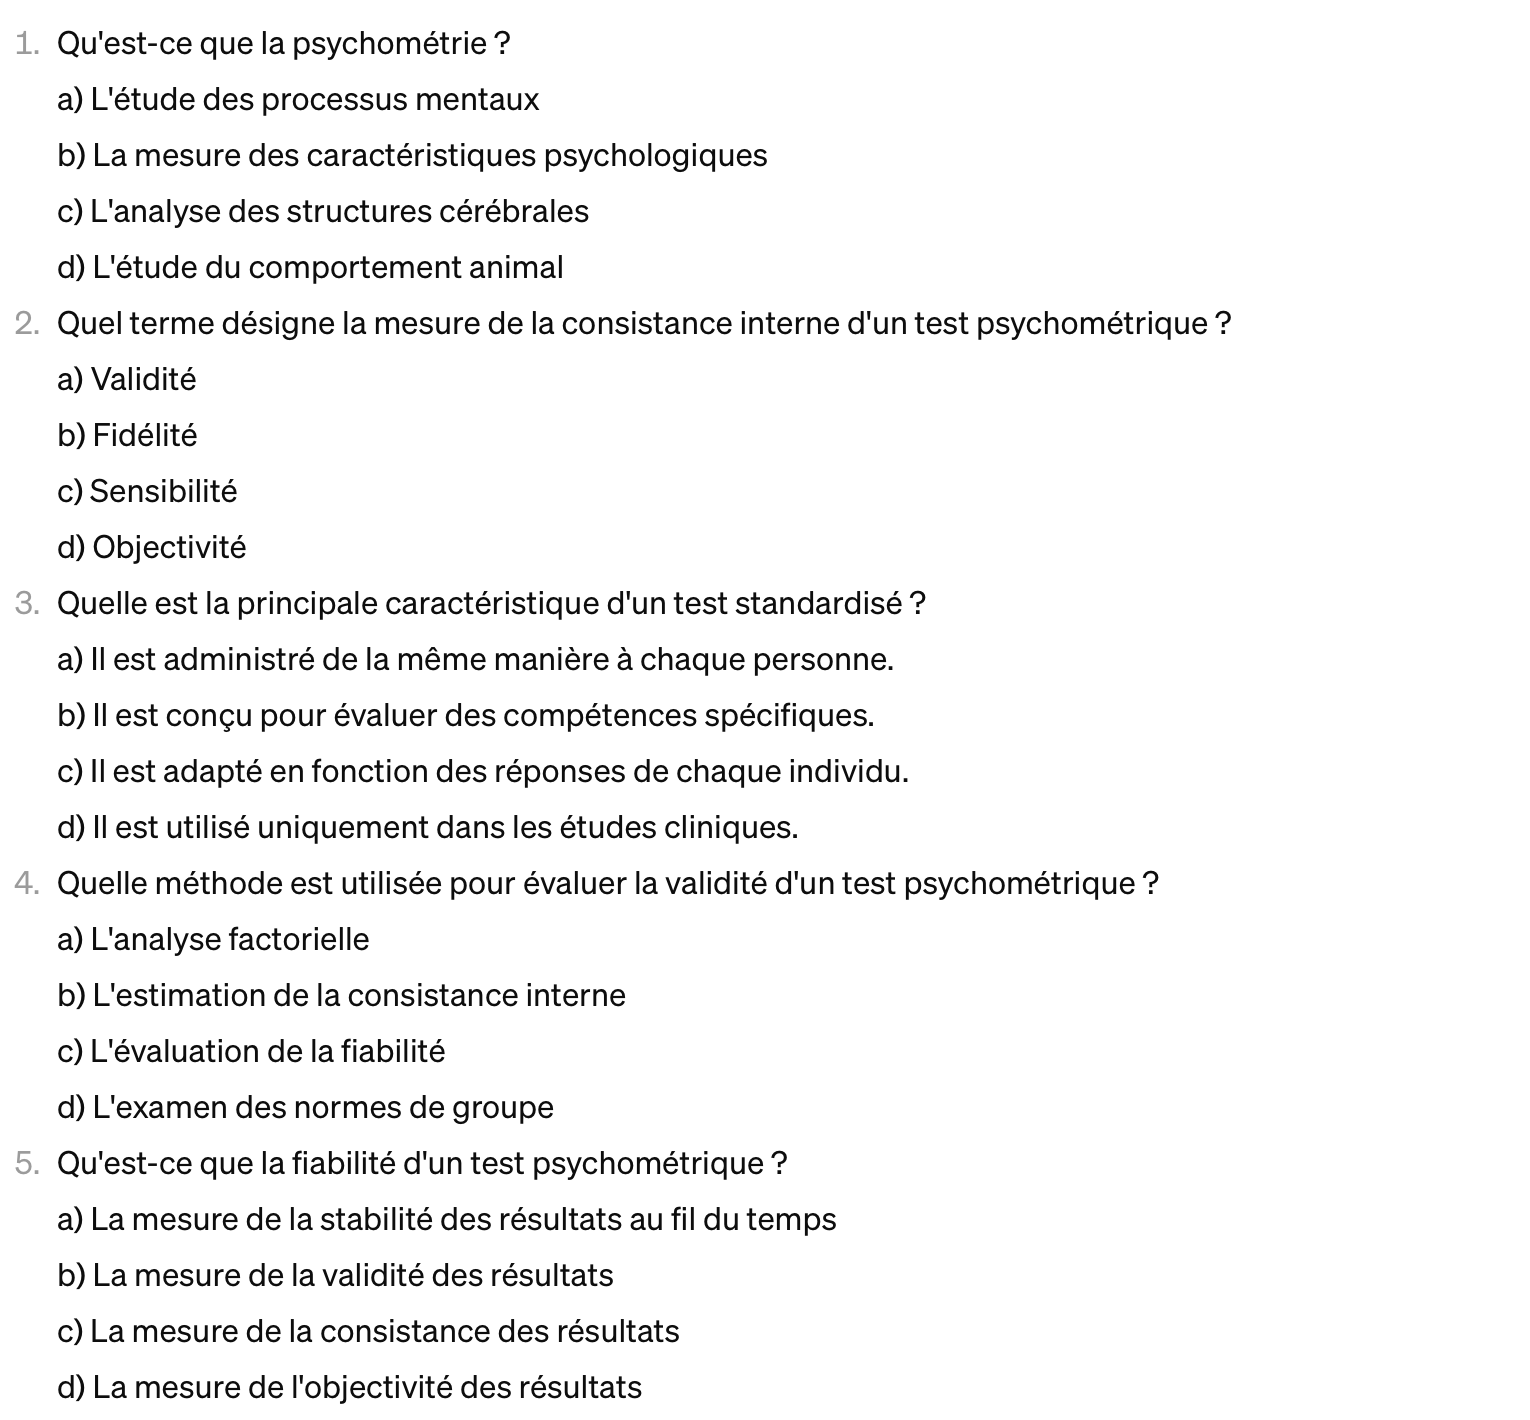 1. Qu'est-ce que la psychométrie ?
a) L'étude des processus mentaux
b) La mesure des caractéristiques psychologiques
c) L'analyse des structures cérébrales
d) L'étude du comportement animal
2. Quel terme désigne la mesure de la consistance interne d'un test psychométrique ?
a) Validité
b) Fidélité
c) Sensibilité
d) Objectivité
3. Quelle est la principale caractéristique d'un test standardisé ?
a) Il est administré de la même manière à chaque personne.
b) Il est conçu pour évaluer des compétences spécifiques.
c) Il est adapté en fonction des réponses de chaque individu.
d) Il est utilisé uniquement dans les études cliniques.
4. Quelle méthode est utilisée pour évaluer la validité d'un test psychométrique ?
a) L'analyse factorielle
b) L'estimation de la consistance interne
c) L'évaluation de la fiabilité
d) L'examen des normes de groupe
5. Qu'est-ce que la fiabilité d'un test psychométrique ?
a) La mesure de la stabilité des résultats au fil du temps
b) La mesure de la validité des résultats
c) La mesure de la consistance des résultats
d) La mesure de l'objectivité des résultats